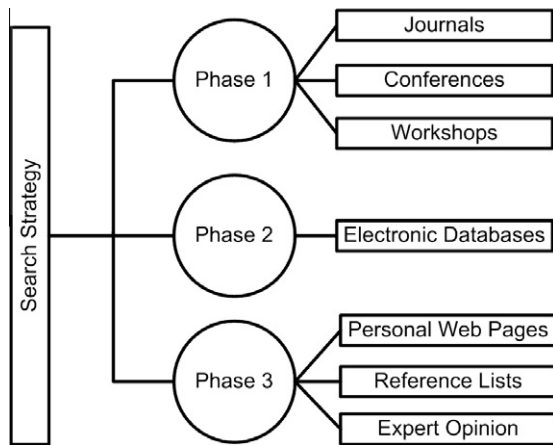 Search Strategy
Phase 1
Journals
Conferences
Workshops
Phase 2
Electronic Databases
Phase 3
Personal Web Pages
Reference Lists
Expert Opinion